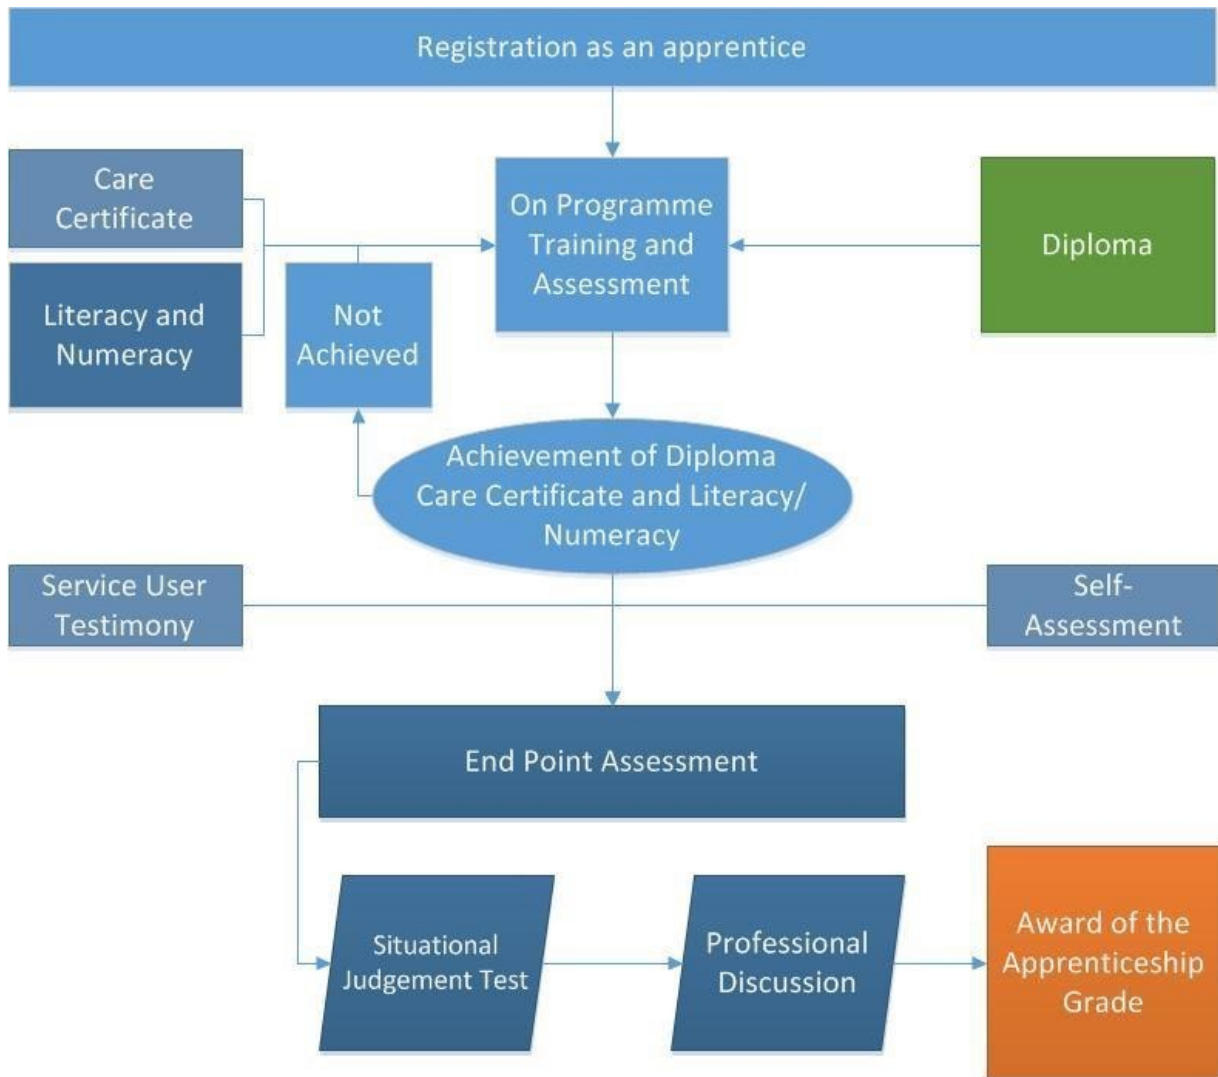 Registration as an apprentice
Care
Certificate
On Programme
Training and
Assessment
Diploma
Literacy and
Numeracy
Not
Achieved
Achievement of Diploma
Care Certificate and Literacy/
Numeracy
Service User
Testimony
Self-
Assessment
End Point Assessment
Situational
Judgement Test
Professional
Discussion
Award of the
Apprenticeship
Grade